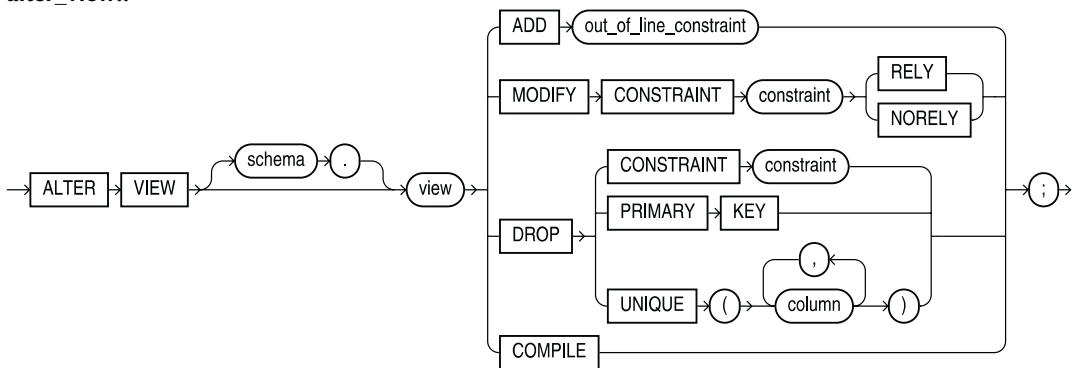 ADD out_of_line_constraint
MODIFY CONSTRAINT constraint RELY
NORELY
ALTER VIEW schema . view
DROP CONSTRAINT constraint
PRIMARY KEY
UNIQUE ( column , )
COMPILE
;